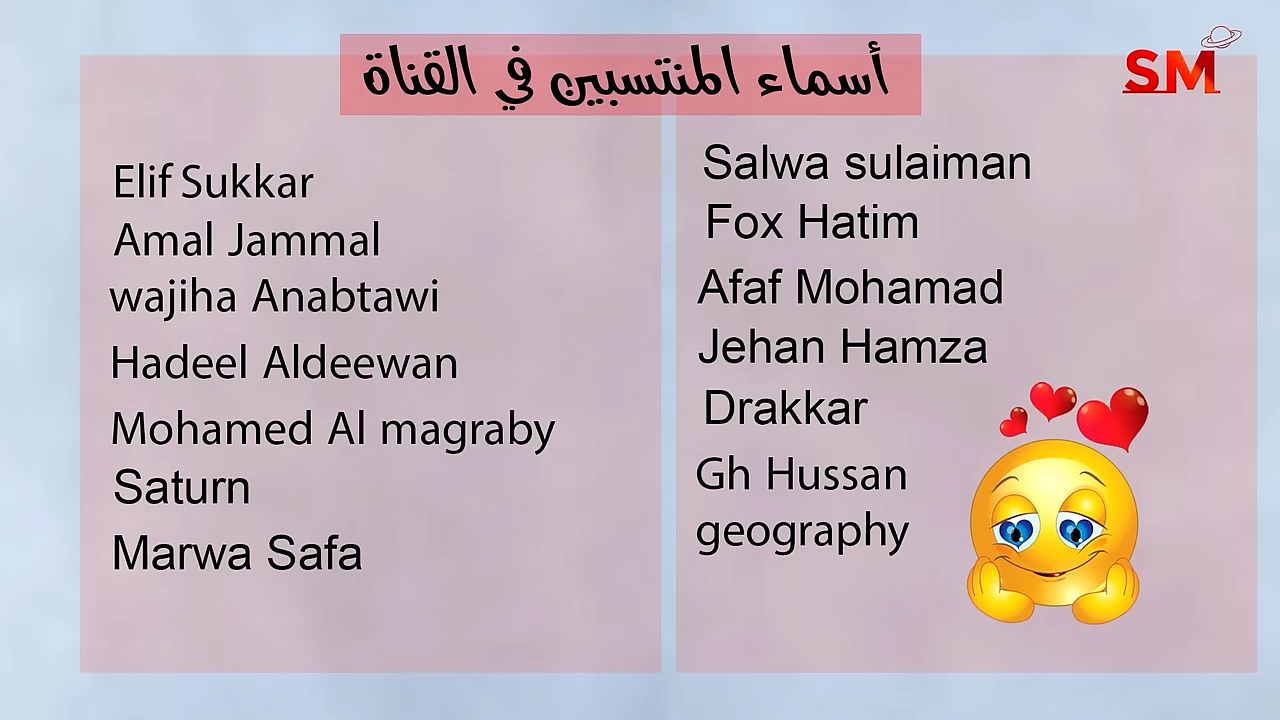 أسماء المنتسبين في القناة
SM
Elif Sukkar
Amal Jammal
wajiha Anabtawi
Hadeel Aldeewan
Mohamed Al magraby
Saturn
Marwa Safa
Salwa sulaiman
Fox Hatim
Afaf Mohamad
Jehan Hamza
Drakkar
Gh Hussan
geography